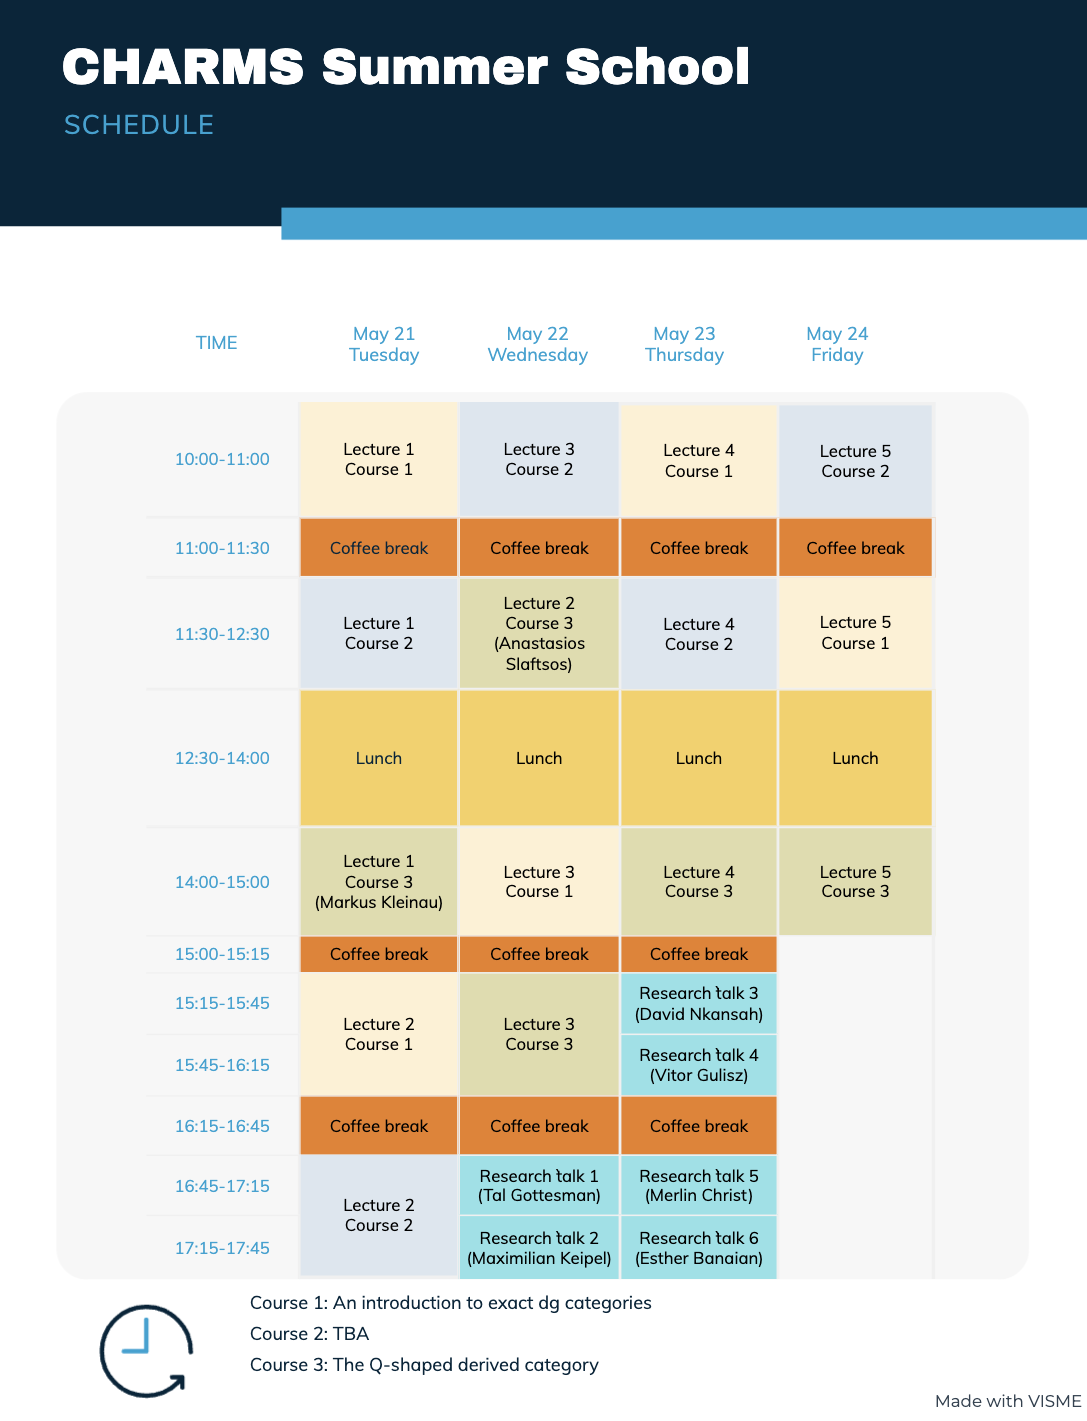 CHARMS Summer School
SCHEDULE
TIME
May 21
Tuesday
May 22
Wednesday
May 23
Thursday
May 24
Friday
10:00-11:00
Lecture 1
Course 1
Lecture 3
Course 2
Lecture 4
Course 1
Lecture 5
Course 2
11:00-11:30
Coffee break
Coffee break
Coffee break
Coffee break
11:30-12:30
Lecture 1
Course 2
Lecture 2
Course 3
(Anastasios
Slaftsos)
Lecture 4
Course 2
Lecture 5
Course 1
12:30-14:00
Lunch
Lunch
Lunch
Lunch
14:00-15:00
Lecture 1
Course 3
(Markus Kleinau)
Lecture 3
Course 1
Lecture 4
Course 3
Lecture 5
Course 3
15:00-15:15
Coffee break
Coffee break
Coffee break
15:15-15:45
Lecture 2
Course 1
Lecture 3
Course 3
Research talk 3
(David Nkansah)
15:45-16:15
Research talk 4
(Vitor Gulisz)
16:15-16:45
Coffee break
Coffee break
Coffee break
16:45-17:15
Lecture 2
Course 2
Research talk 1
(Tal Gottesman)
Research talk 5
(Merlin Christ)
17:15-17:45
Research talk 2
(Maximilian Keipel)
Research talk 6
(Esther Banaian)
Course 1: An introduction to exact dg categories
Course 2: TBA
Course 3: The Q-shaped derived category
Made with VISME